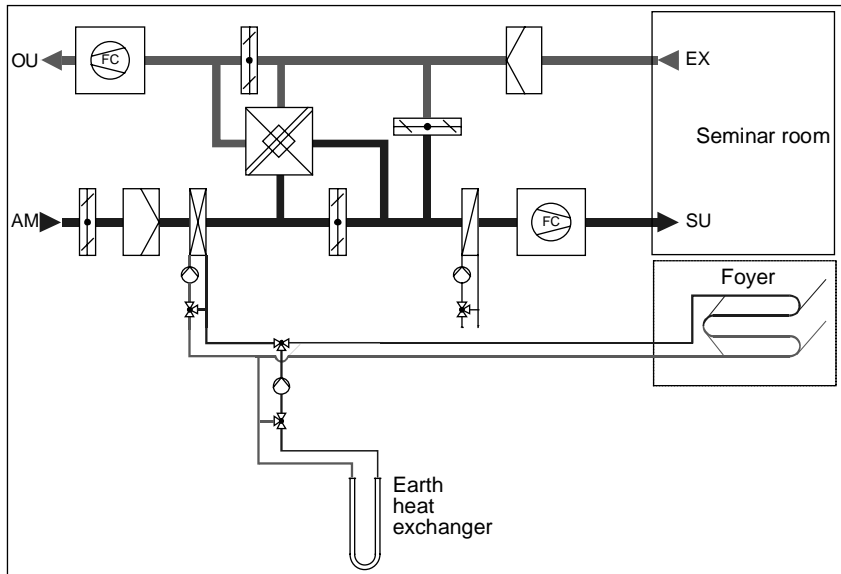 OU
FC
EX
Seminar room
AM
FC
SU
Foyer
Earth
heat
exchanger